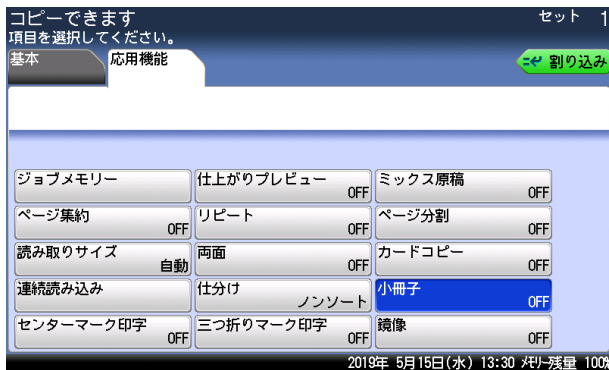 コピーできます
セット 1
項目を選択してください。
基本
応用機能
割り込み
ジョブメモリー
仕上がりプレビュー
OFF
ミックス原稿
OFF
ページ集約
OFF
リピート
OFF
ページ分割
OFF
読み取りサイズ
自動
両面
OFF
カードコピー
OFF
連続読み込み
仕分け
ノンソート
小冊子
OFF
センターマーク印字
OFF
三つ折りマーク印字
OFF
鏡像
OFF
2019年 5月15日(水) 13:30 メモリー残量 100%